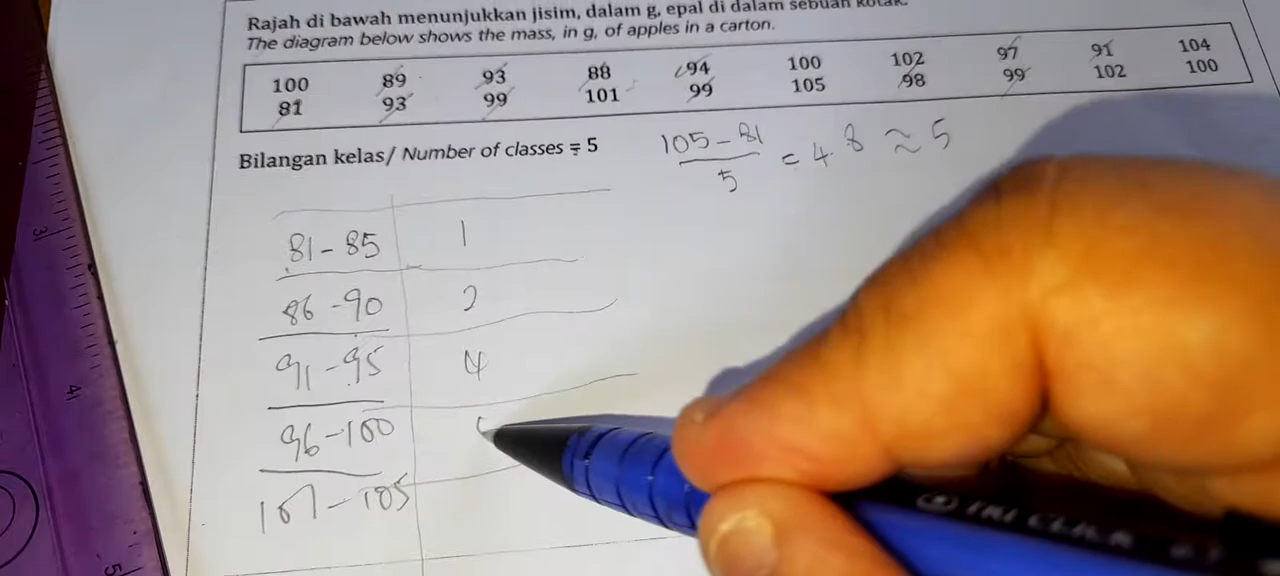 Rajah di bawah menunjukkan jisim, dalam g, epal di dalam sebuah kotak.
The diagram below shows the mass, in g, of apples in a carton.
100 89 93 88 94 100 102 97 91 104
81 93 99 101 99 105 98 99 102 100
Bilangan kelas/ Number of classes = 5
105 - 81 / 5 = 4.8 ≈ 5
81 - 85 1
86 - 90 2
91 - 95 4
96 - 100
101 - 105